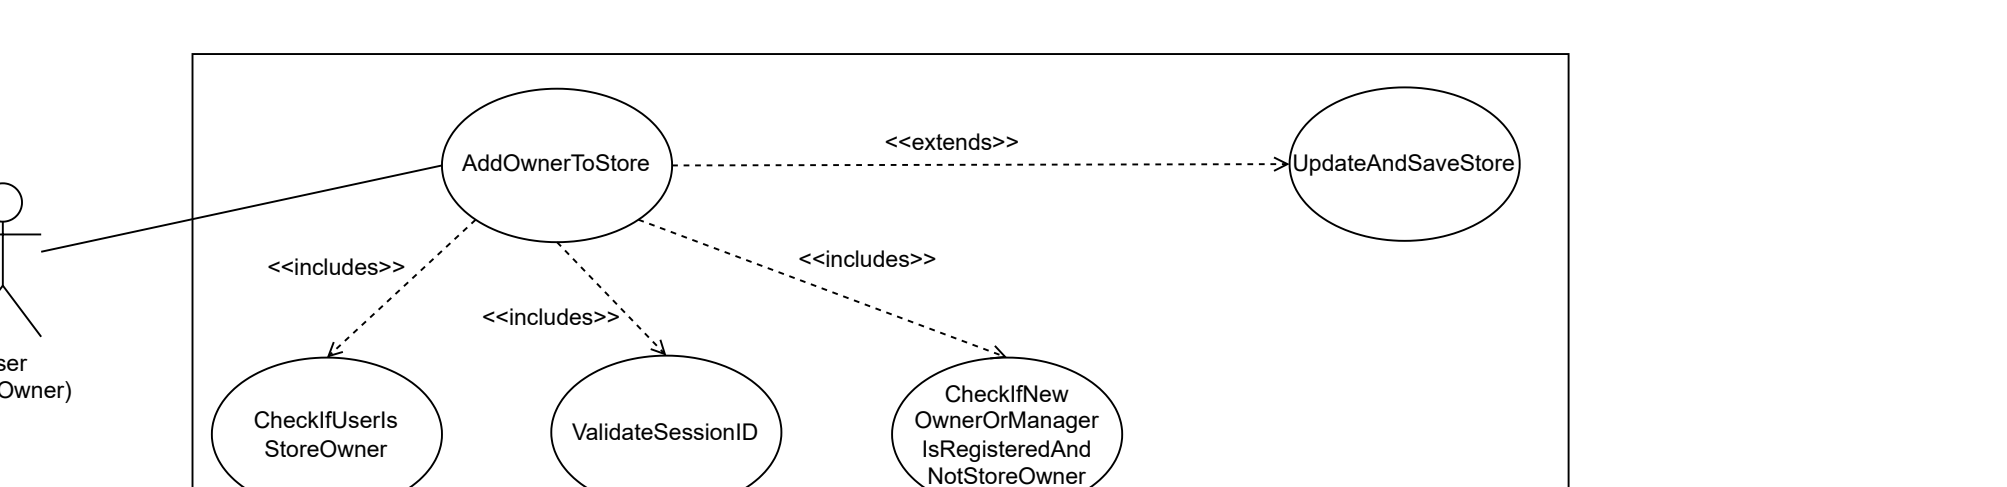 <<extends>>
AddOwnerToStore
UpdateAndSaveStore
<<includes>>
<<includes>>
<<includes>>
ser
Owner)
CheckIfUserIs
StoreOwner
ValidateSessionID
CheckIfNew
OwnerOrManager
IsRegisteredAnd
NotStoreOwner